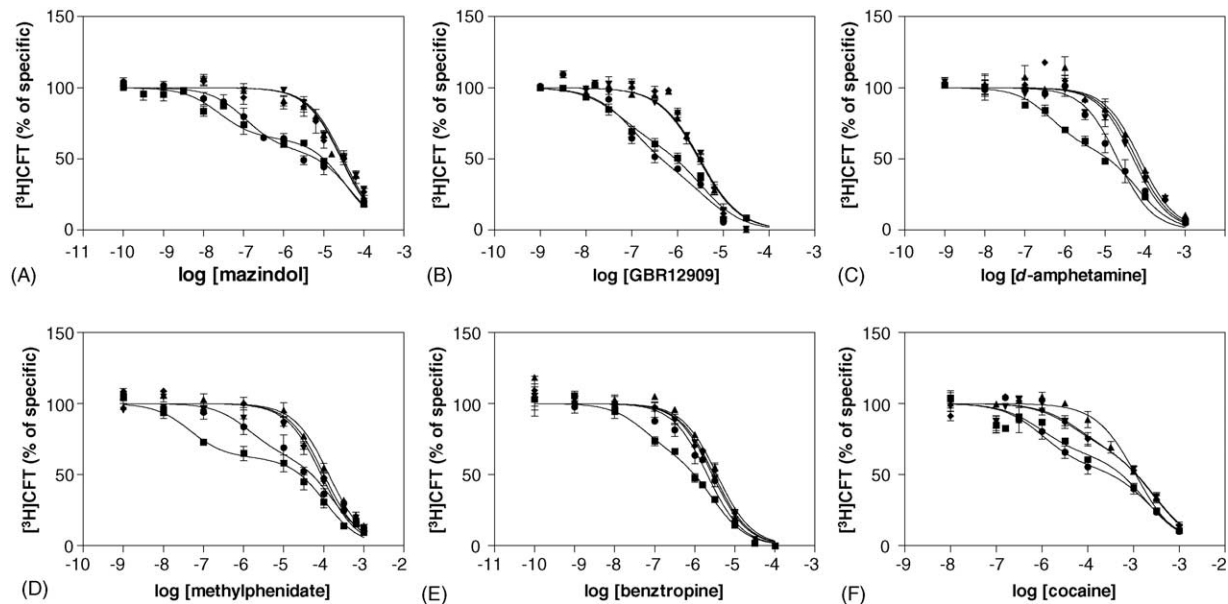 150
100
50
0
[³H]CFT (% of specific)
-11 -10 -9 -8 -7 -6 -5 -4 -3
(A) log [mazindol]
150
100
50
0
[³H]CFT (% of specific)
-10 -9 -8 -7 -6 -5 -4 -3
(B) log [GBR12909]
150
100
50
0
[³H]CFT (% of specific)
-10 -9 -8 -7 -6 -5 -4 -3
(C) log [d-amphetamine]
150
100
50
0
[³H]CFT (% of specific)
-10 -9 -8 -7 -6 -5 -4 -3 -2
(D) log [methylphenidate]
150
100
50
0
[³H]CFT (% of specific)
-11 -10 -9 -8 -7 -6 -5 -4 -3
(E) log [benztropine]
150
100
50
0
[³H]CFT (% of specific)
-9 -8 -7 -6 -5 -4 -3 -2
(F) log [cocaine]